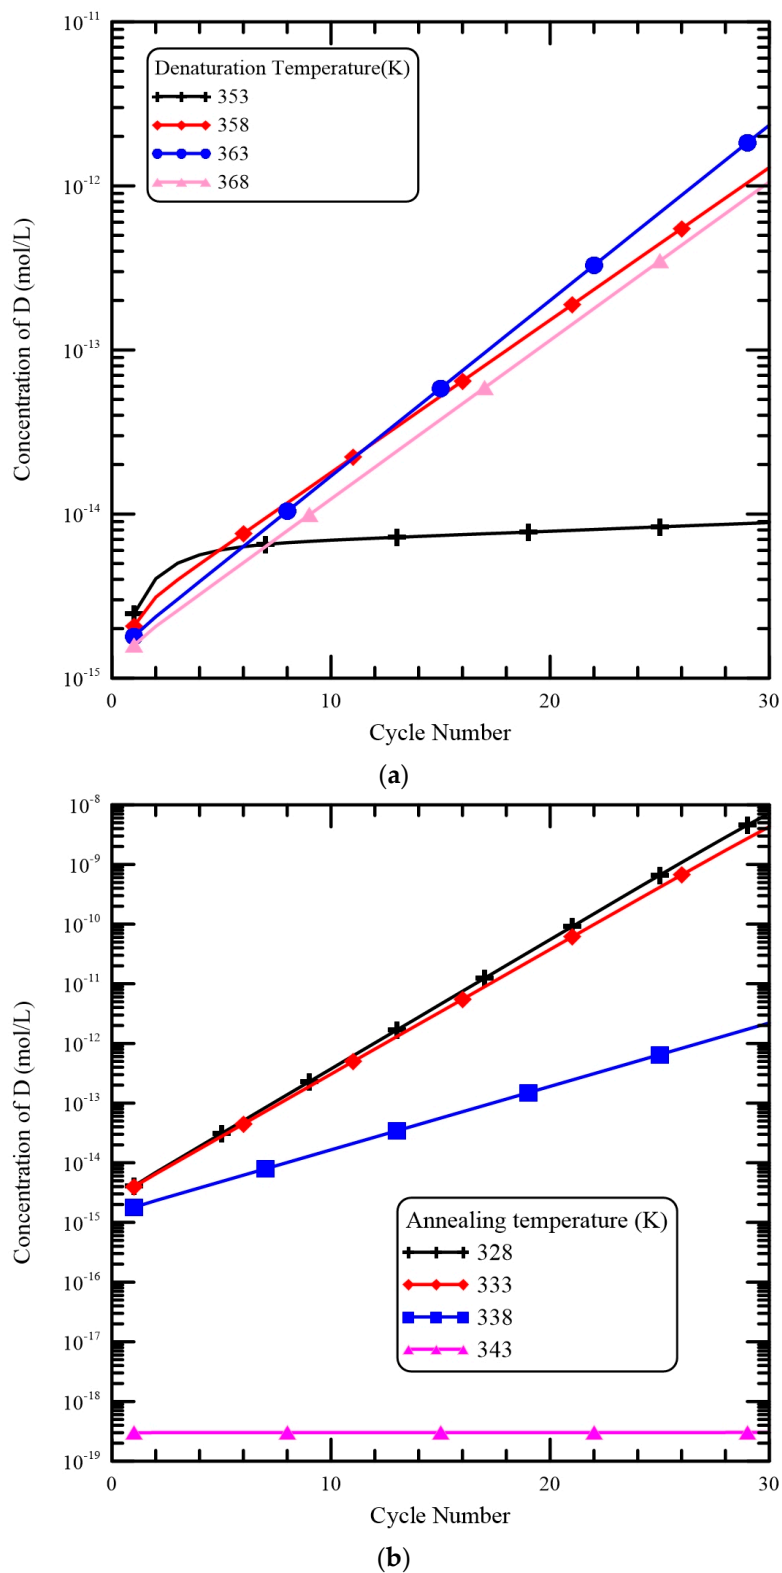 10-11
Denaturation Temperature(K)
353
358
363
368
10-12
10-13
10-14
10-15
Concentration of D (mol/L)
0 10 20 30
Cycle Number
(a)
10-8
10-9
10-10
10-11
10-12
10-13
10-14
10-15
10-16
10-17
10-18
10-19
Concentration of D (mol/L)
Annealing temperature (K)
328
333
338
343
0 10 20 30
Cycle Number
(b)